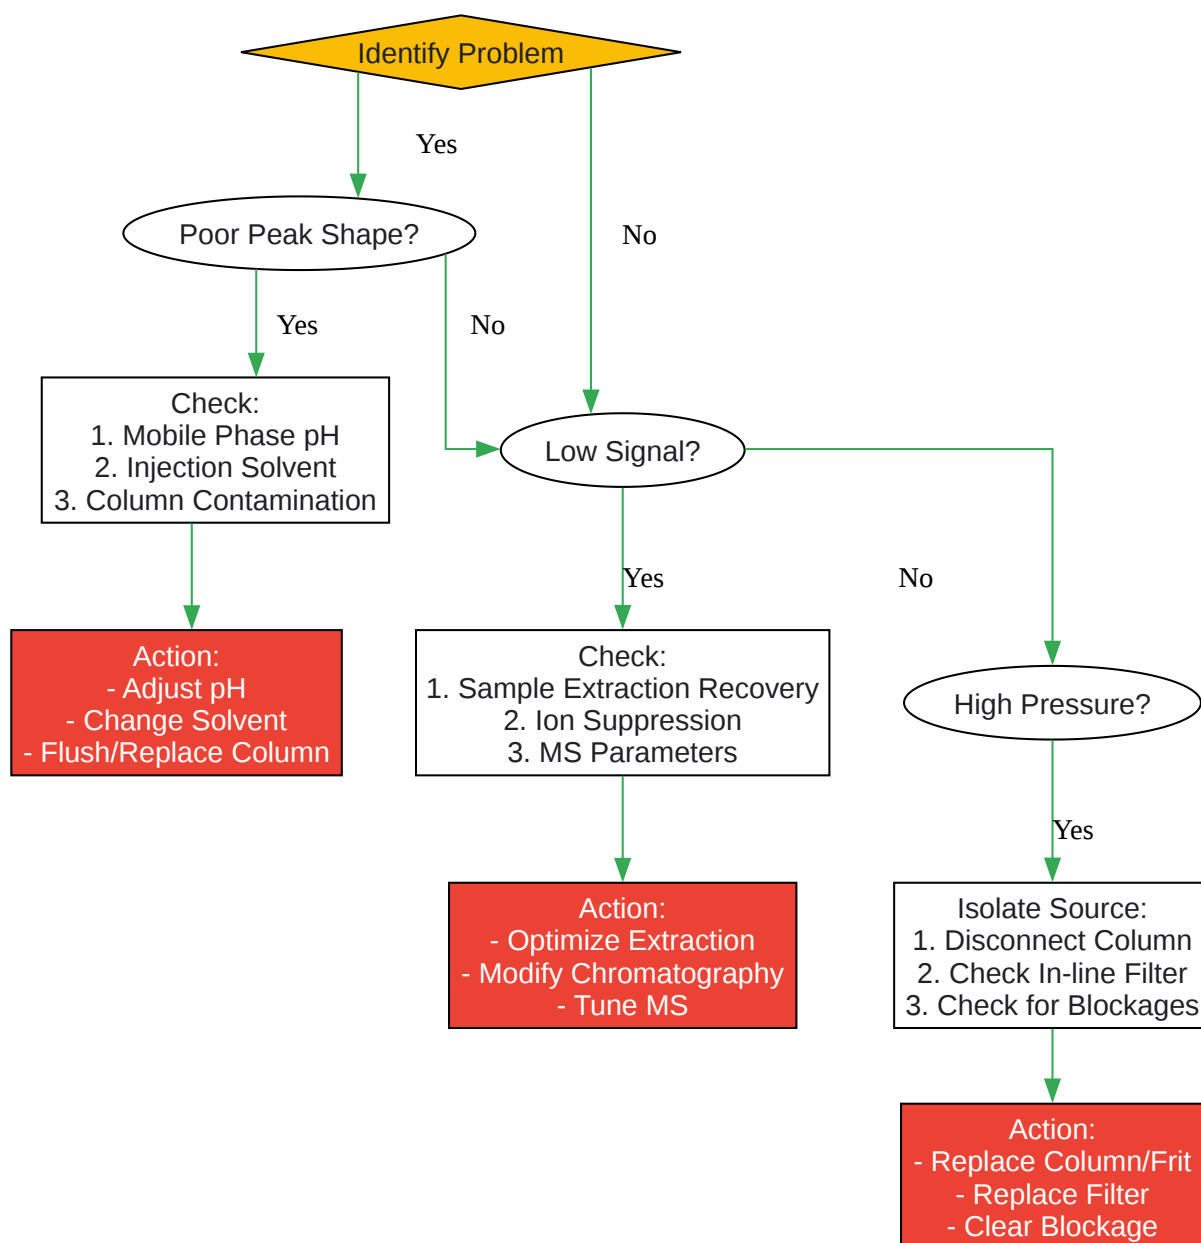 Identify Problem
Yes
No
Poor Peak Shape?
Yes
No
Check:
1. Mobile Phase pH
2. Injection Solvent
3. Column Contamination
Low Signal?
Yes
No
Action:
- Adjust pH
- Change Solvent
- Flush/Replace Column
Check:
1. Sample Extraction Recovery
2. Ion Suppression
3. MS Parameters
High Pressure?
Yes
Action:
- Optimize Extraction
- Modify Chromatography
- Tune MS
Isolate Source:
1. Disconnect Column
2. Check In-line Filter
3. Check for Blockages
Action:
- Replace Column/Frit
- Replace Filter
- Clear Blockage